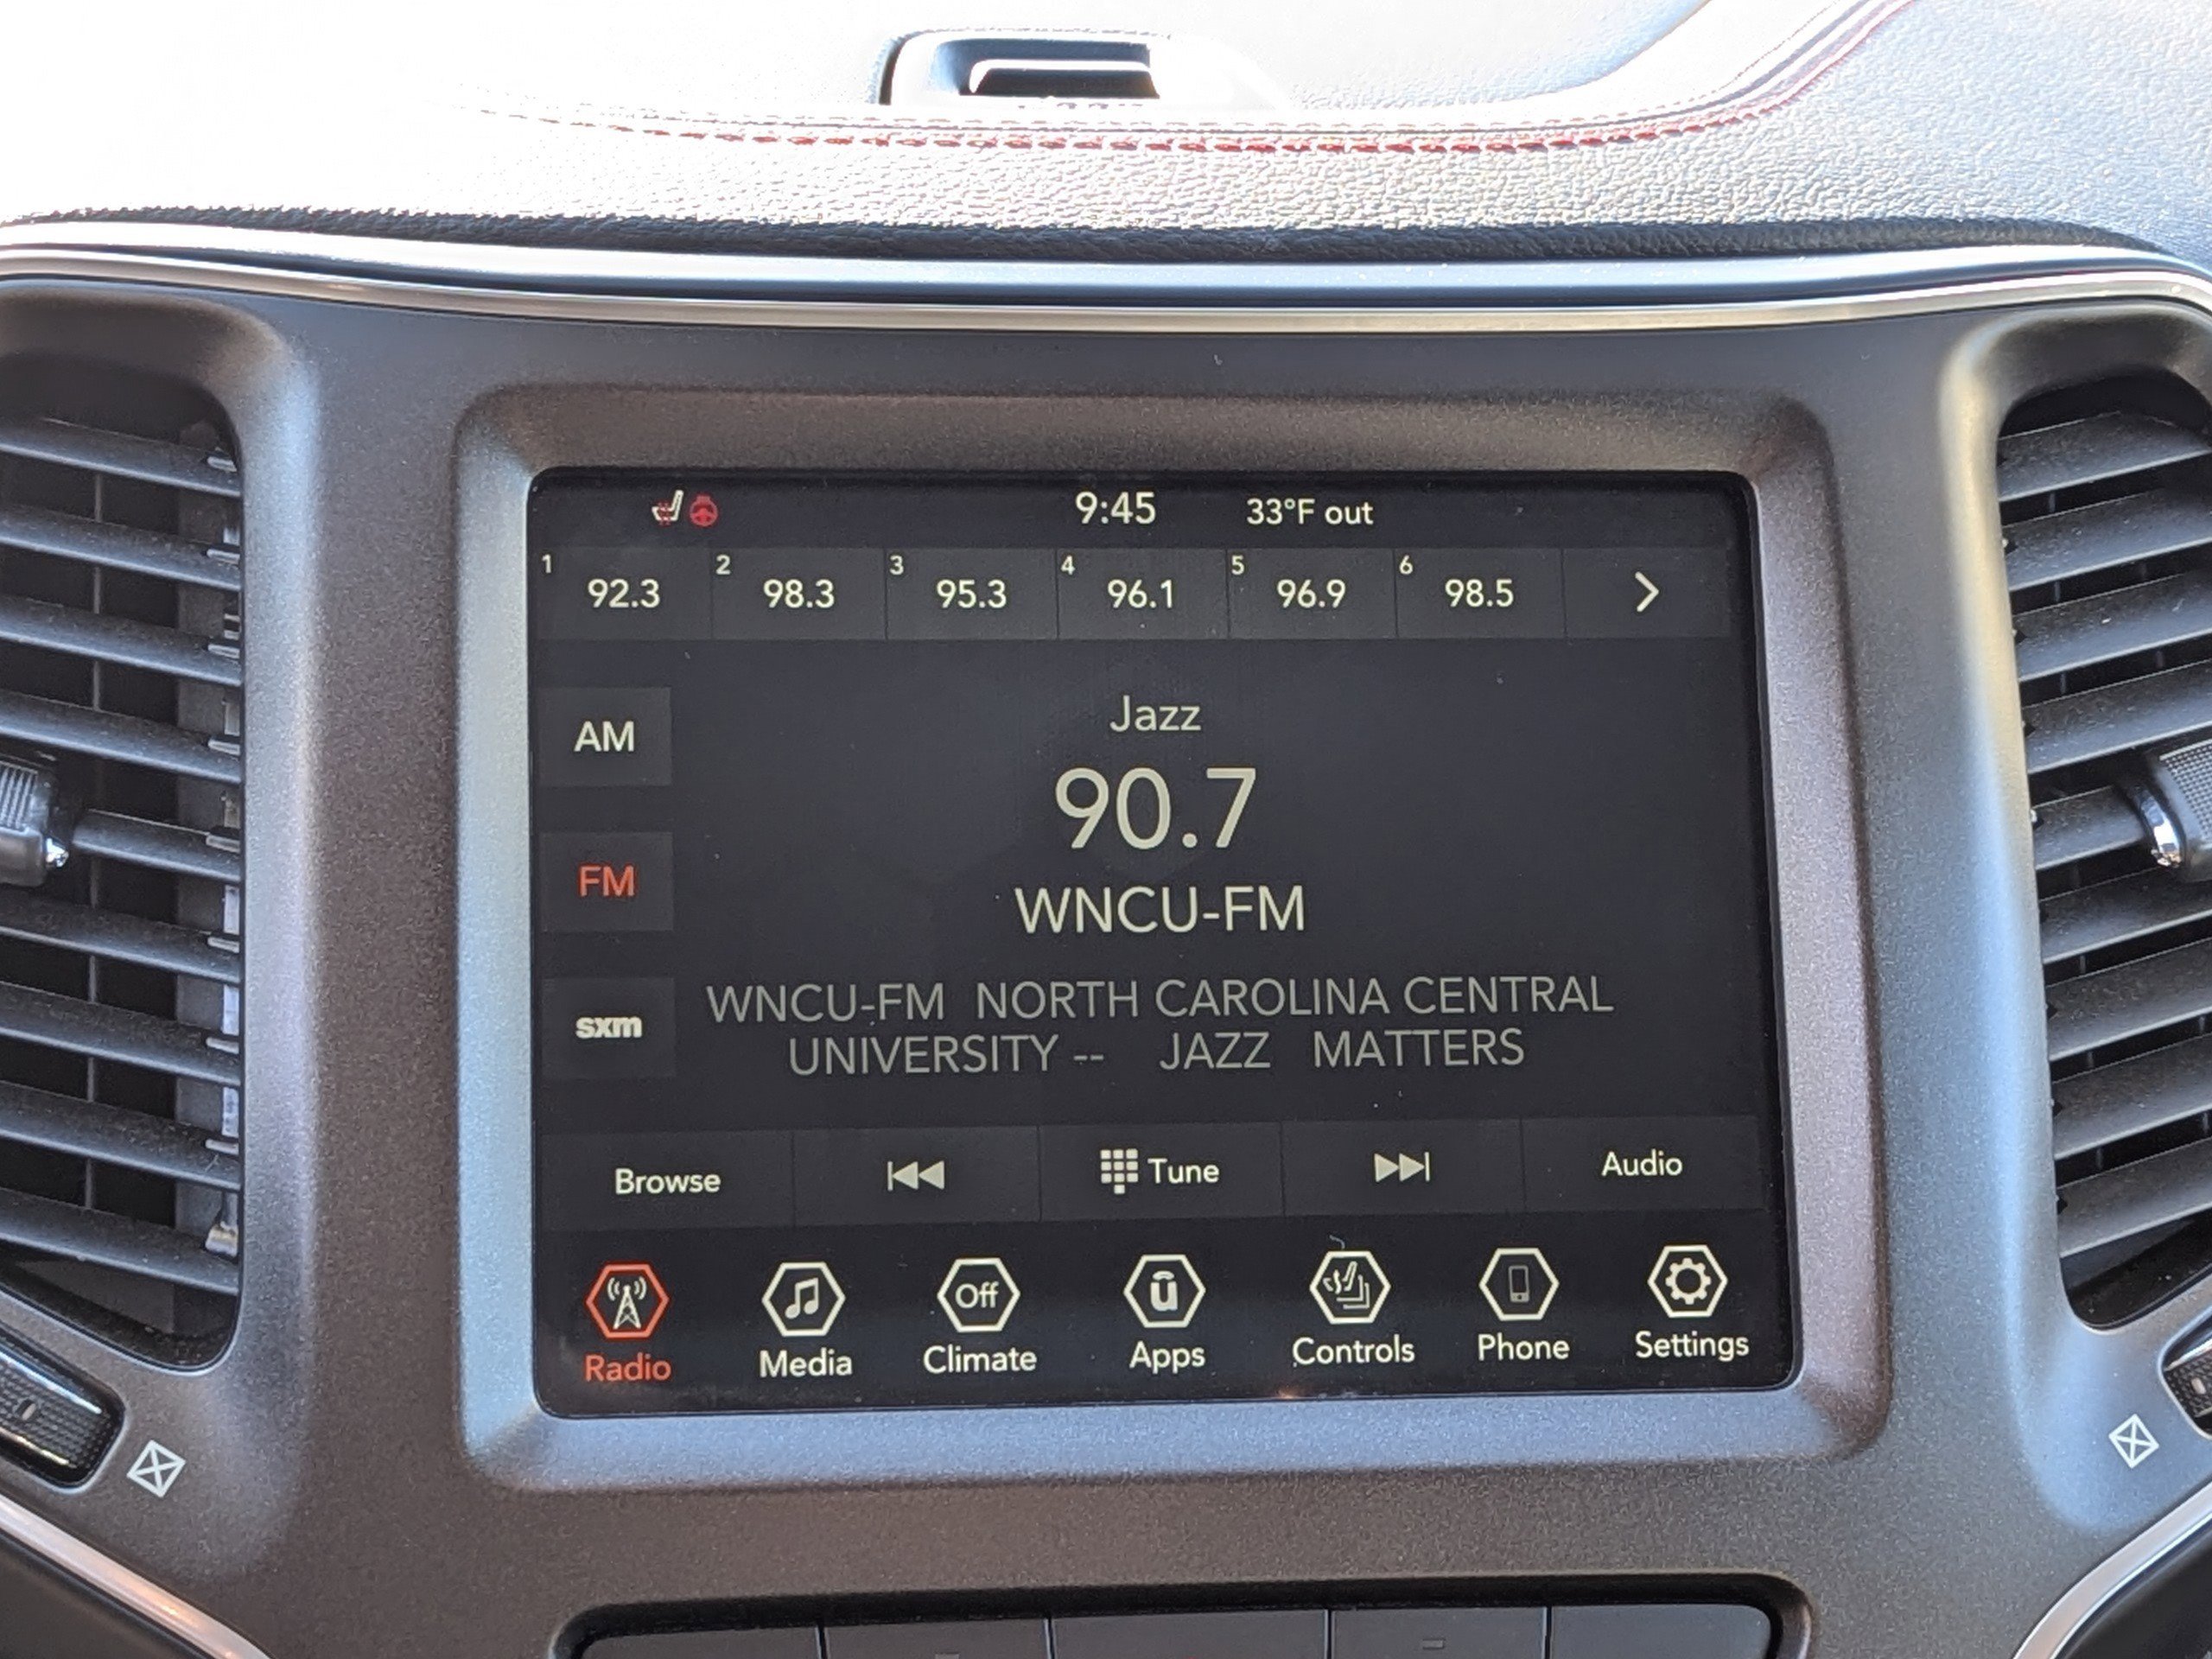 9:45 33°F out
1 92.3 2 98.3 3 95.3 4 96.1 5 96.9 6 98.5
Jazz
AM
90.7
FM
WNCU-FM
sxm
WNCU-FM NORTH CAROLINA CENTRAL
UNIVERSITY -- JAZZ MATTERS
Browse Tune Audio
Off ū
Radio Media Climate Apps Controls Phone Settings